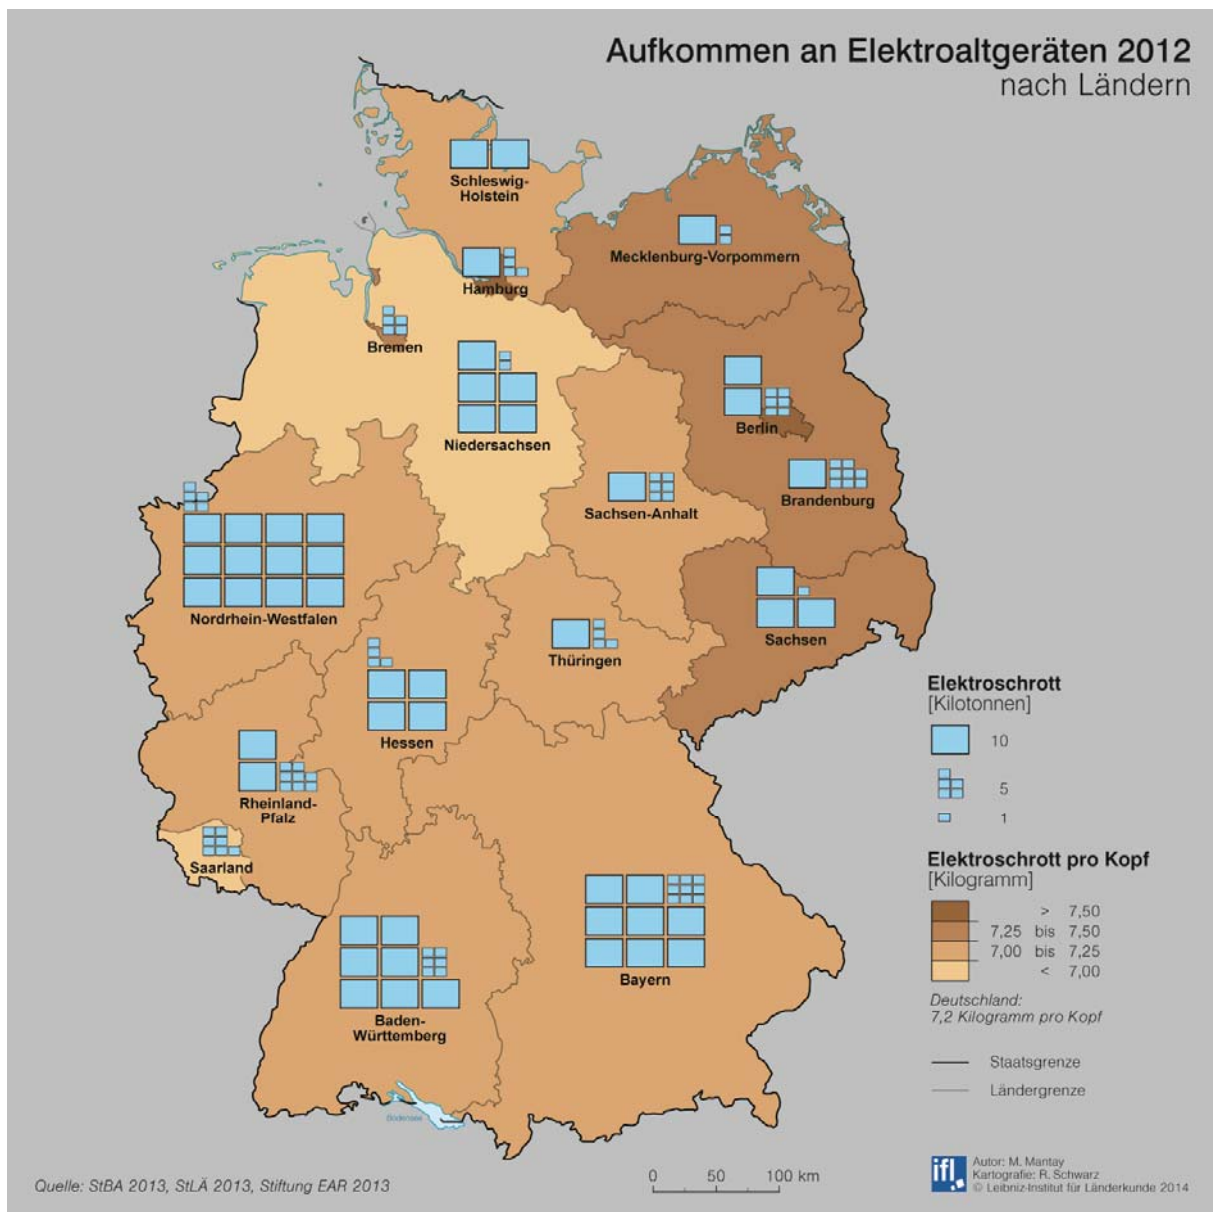 Aufkommen an Elektroaltgeräten 2012
nach Ländern
Schleswig-
Holstein
Mecklenburg-Vorpommern
Hamburg
Bremen
Niedersachsen
Berlin
Brandenburg
Sachsen-Anhalt
Nordrhein-Westfalen
Sachsen
Thüringen
Hessen
Rheinland-
Pfalz
Saarland
Bayern
Baden-
Württemberg
Bodensee
Elektroschrott
[Kilotonnen]
10
5
1
Elektroschrott pro Kopf
[Kilogramm]
> 7,50
7,25 bis 7,50
7,00 bis 7,25
< 7,00
Deutschland:
7,2 Kilogramm pro Kopf
Staatsgrenze
Ländergrenze
Quelle: StBA 2013, StLÄ 2013, Stiftung EAR 2013
0 50 100 km
ifl
Autor: M. Mantay
Kartografie: R. Schwarz
© Leibniz-Institut für Länderkunde 2014